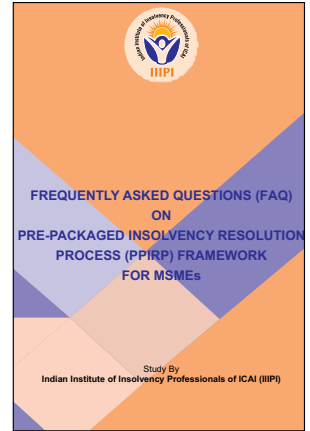 Indian Institute of Insolvency Professionals of ICAI
IIIPI
FREQUENTLY ASKED QUESTIONS (FAQ)
ON
PRE-PACKAGED INSOLVENCY RESOLUTION
PROCESS (PPIRP) FRAMEWORK
FOR MSMEs
Study By
Indian Institute of Insolvency Professionals of ICAI (IIIPI)